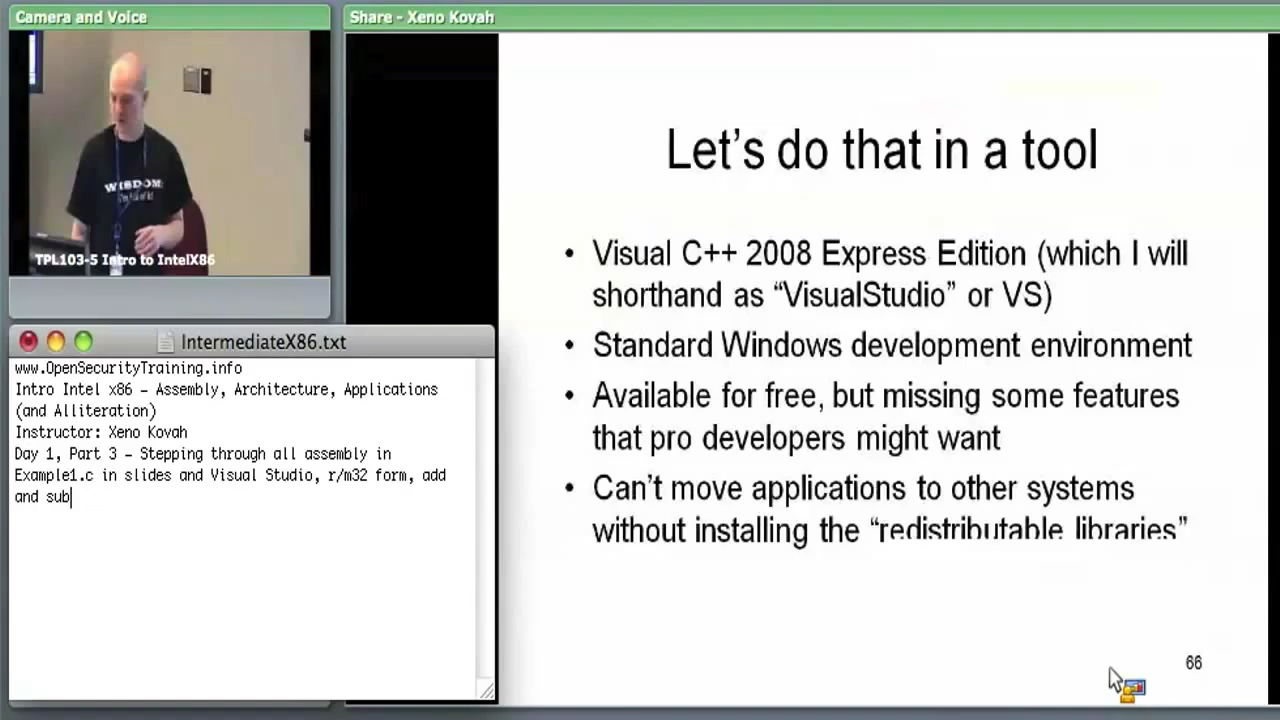 Camera and Voice
Share - Xeno Kovah
WISDOM:
TPL103-5 Intro to IntelX86
IntermediateX86.txt
www.OpenSecurityTraining.info
Intro Intel x86 – Assembly, Architecture, Applications
(and Alliteration)
Instructor: Xeno Kovah
Day 1, Part 3 – Stepping through all assembly in
Example1.c in slides and Visual Studio, r/m32 form, add
and sub
Let's do that in a tool
• Visual C++ 2008 Express Edition (which I will
shorthand as “VisualStudio” or VS)
• Standard Windows development environment
• Available for free, but missing some features
that pro developers might want
• Can't move applications to other systems
without installing the “redistributable libraries”
66